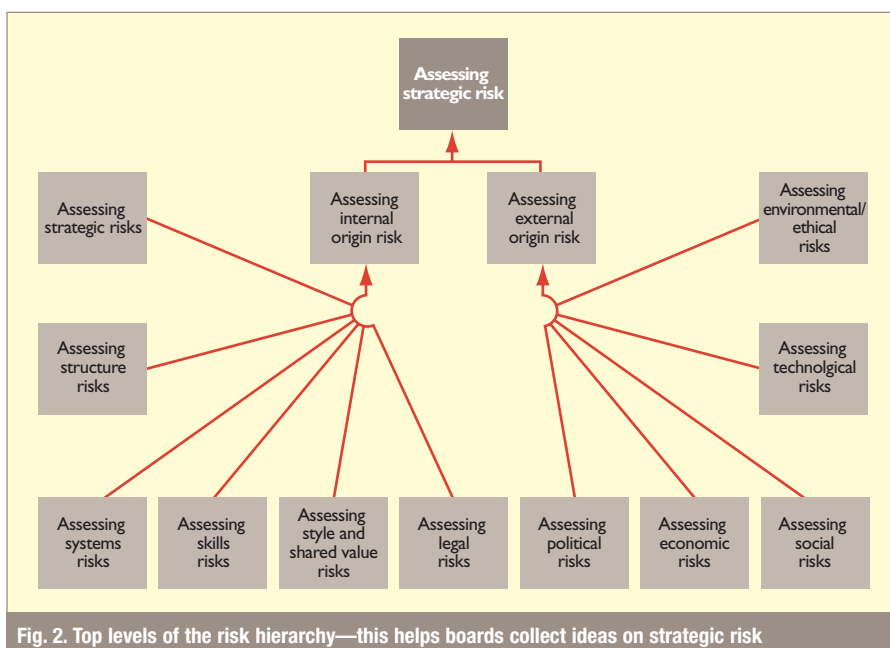 Assessing
strategic risk
Assessing
strategic risks
Assessing
internal
origin risk
Assessing
external
origin risk
Assessing
environmental/
ethical
risks
Assessing
structure
risks
Assessing
technolgical
risks
Assessing
systems
risks
Assessing
skills
risks
Assessing
style and
shared value
risks
Assessing
legal
risks
Assessing
political
risks
Assessing
economic
risks
Assessing
social
risks
Fig. 2. Top levels of the risk hierarchy—this helps boards collect ideas on strategic risk